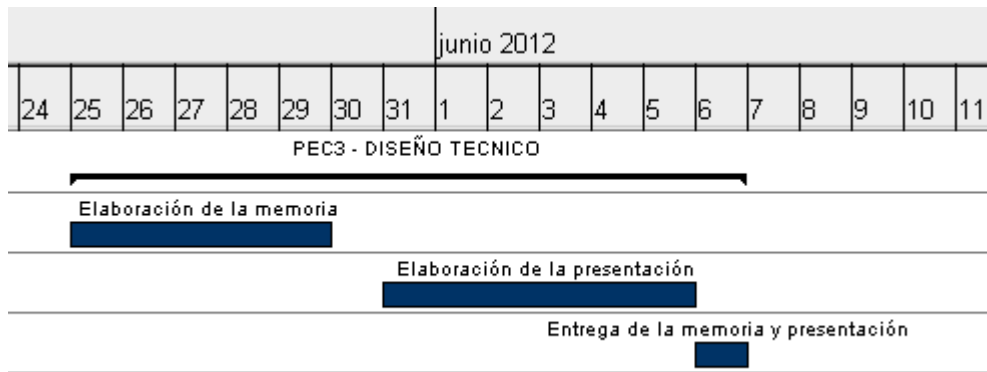 junio 2012
24 25 26 27 28 29 30 31 1 2 3 4 5 6 7 8 9 10 11
PEC3 - DISEÑO TECNICO
Elaboración de la memoria
Elaboración de la presentación
Entrega de la memoria y presentación